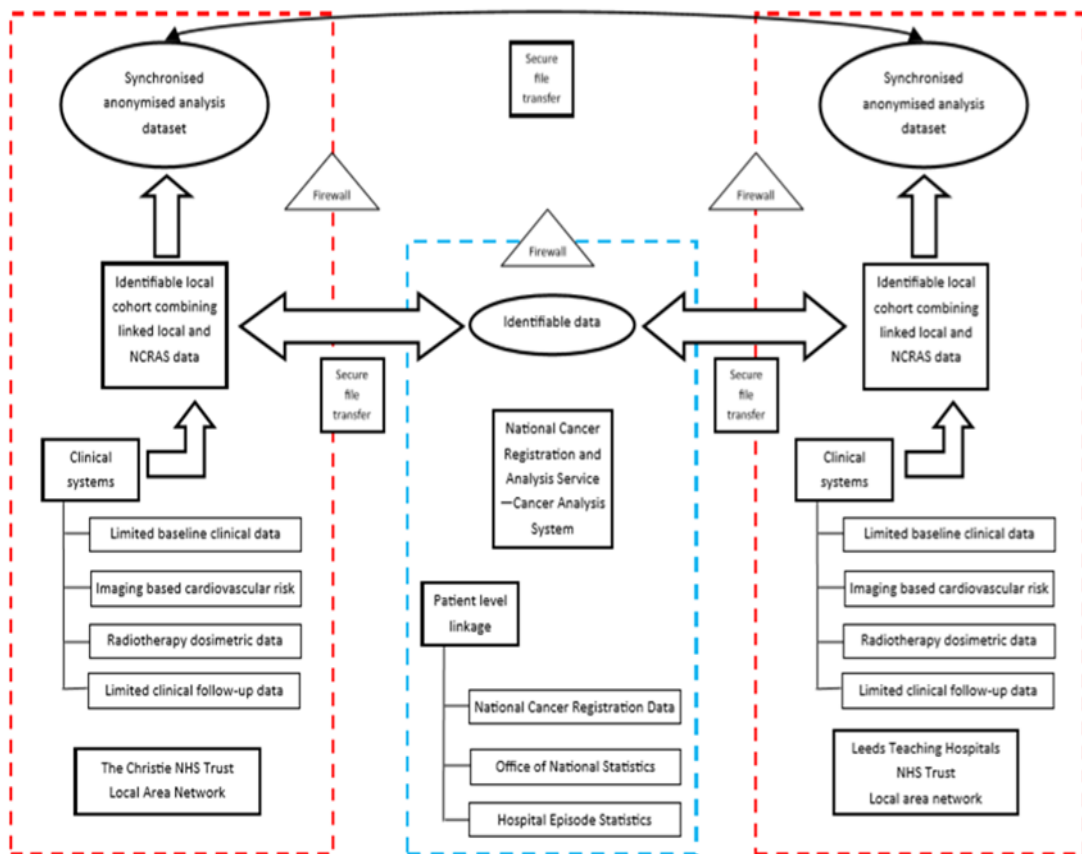 Synchronised
anonymised analysis
dataset
Secure
file
transfer
Synchronised
anonymised analysis
dataset
Firewall
Firewall
Firewall
Identifiable local
cohort combining
linked local and
NCRAS data
Identifiable data
Identifiable local
cohort combining
linked local and
NCRAS data
Secure
file
transfer
Secure
file
transfer
Clinical
systems
Limited baseline clinical data
Imaging based cardiovascular risk
Radiotherapy dosimetric data
Limited clinical follow-up data
The Christie NHS Trust
Local Area Network
National Cancer
Registration and
Analysis Service
—Cancer Analysis
System
Patient level
linkage
National Cancer Registration Data
Office of National Statistics
Hospital Episode Statistics
Clinical
systems
Limited baseline clinical data
Imaging based cardiovascular risk
Radiotherapy dosimetric data
Limited clinical follow-up data
Leeds Teaching Hospitals
NHS Trust
Local area network